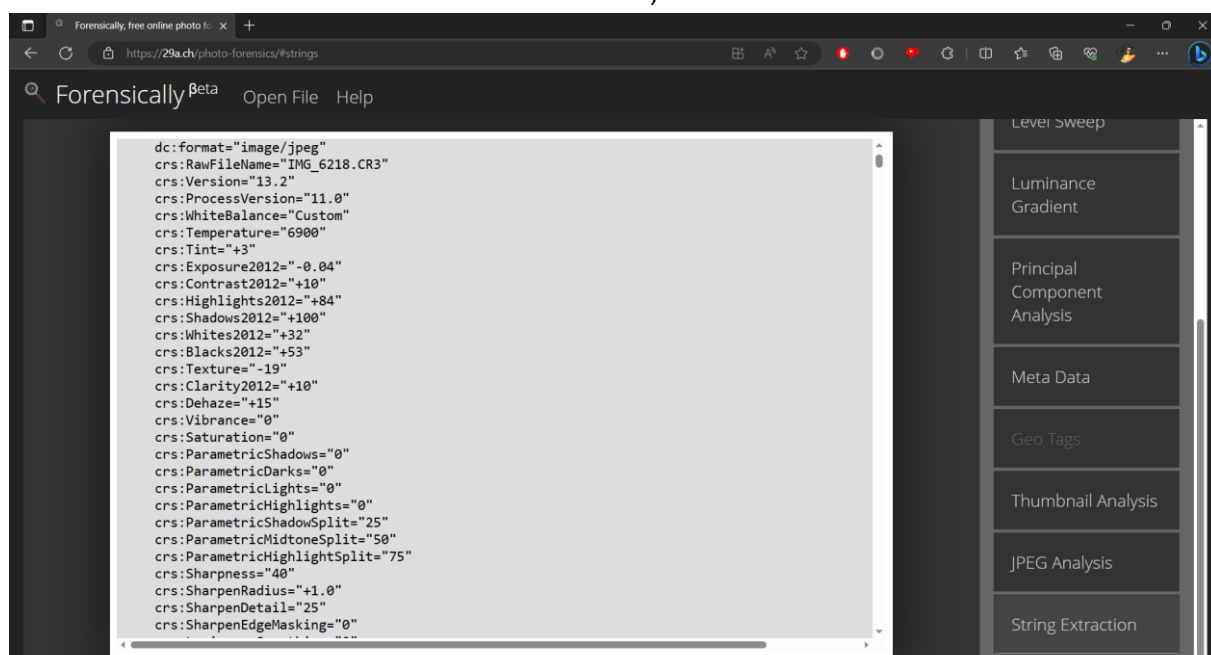 Forensically, free online photo fo
https://29a.ch/photo-forensics/#strings
Forensically βeta Open File Help
dc:format="image/jpeg"
crs:RawFileName="IMG_6218.CR3"
crs:Version="13.2"
crs:ProcessVersion="11.0"
crs:WhiteBalance="Custom"
crs:Temperature="6900"
crs:Tint="+3"
crs:Exposure2012="-0.04"
crs:Contrast2012="+10"
crs:Highlights2012="+84"
crs:Shadows2012="+100"
crs:Whites2012="+32"
crs:Blacks2012="+53"
crs:Texture="-19"
crs:Clarity2012="+10"
crs:Dehaze="+15"
crs:Vibrance="0"
crs:Saturation="0"
crs:ParametricShadows="0"
crs:ParametricDarks="0"
crs:ParametricLights="0"
crs:ParametricHighlights="0"
crs:ParametricShadowSplit="25"
crs:ParametricMidtoneSplit="50"
crs:ParametricHighlightSplit="75"
crs:Sharpness="40"
crs:SharpenRadius="+1.0"
crs:SharpenDetail="25"
crs:SharpenEdgeMasking="0"
Level Sweep
Luminance
Gradient
Principal
Component
Analysis
Meta Data
Geo Tags
Thumbnail Analysis
JPEG Analysis
String Extraction